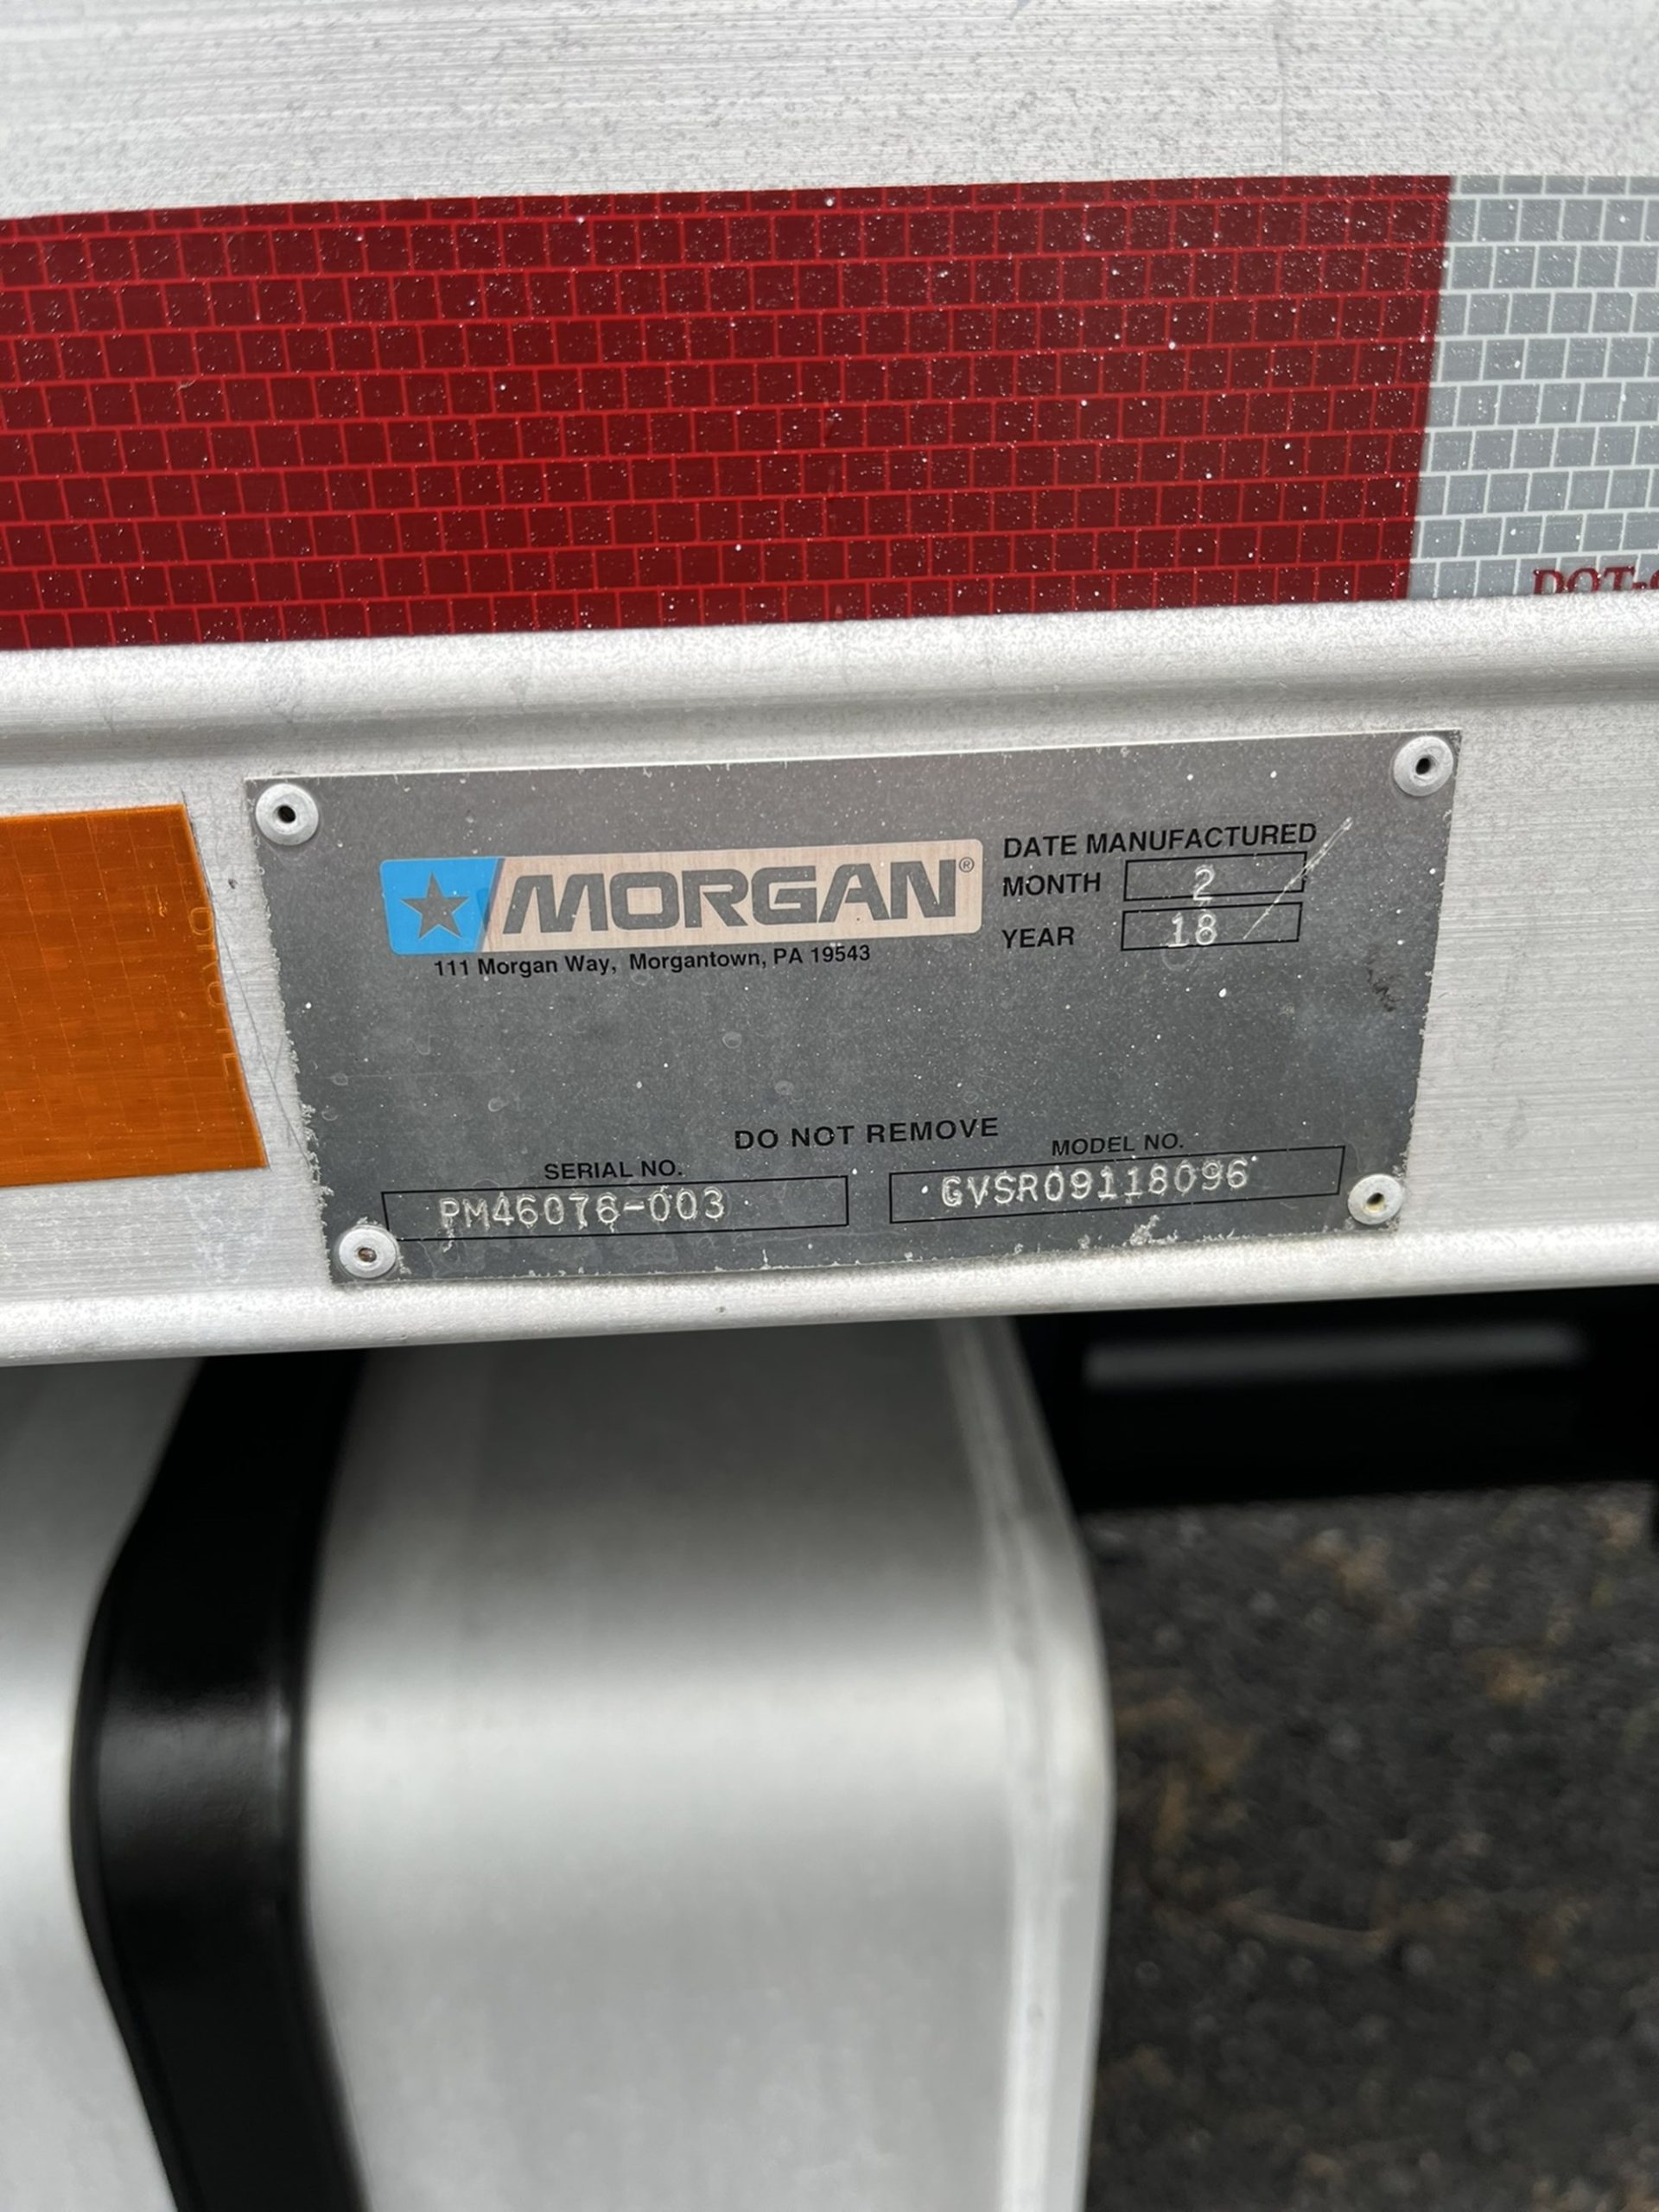 DOT-
MORGAN®
111 Morgan Way, Morgantown, PA 19543
DATE MANUFACTURED
MONTH 2
YEAR 18
DO NOT REMOVE
SERIAL NO.
PM46076-003
MODEL NO.
GVSR09118096